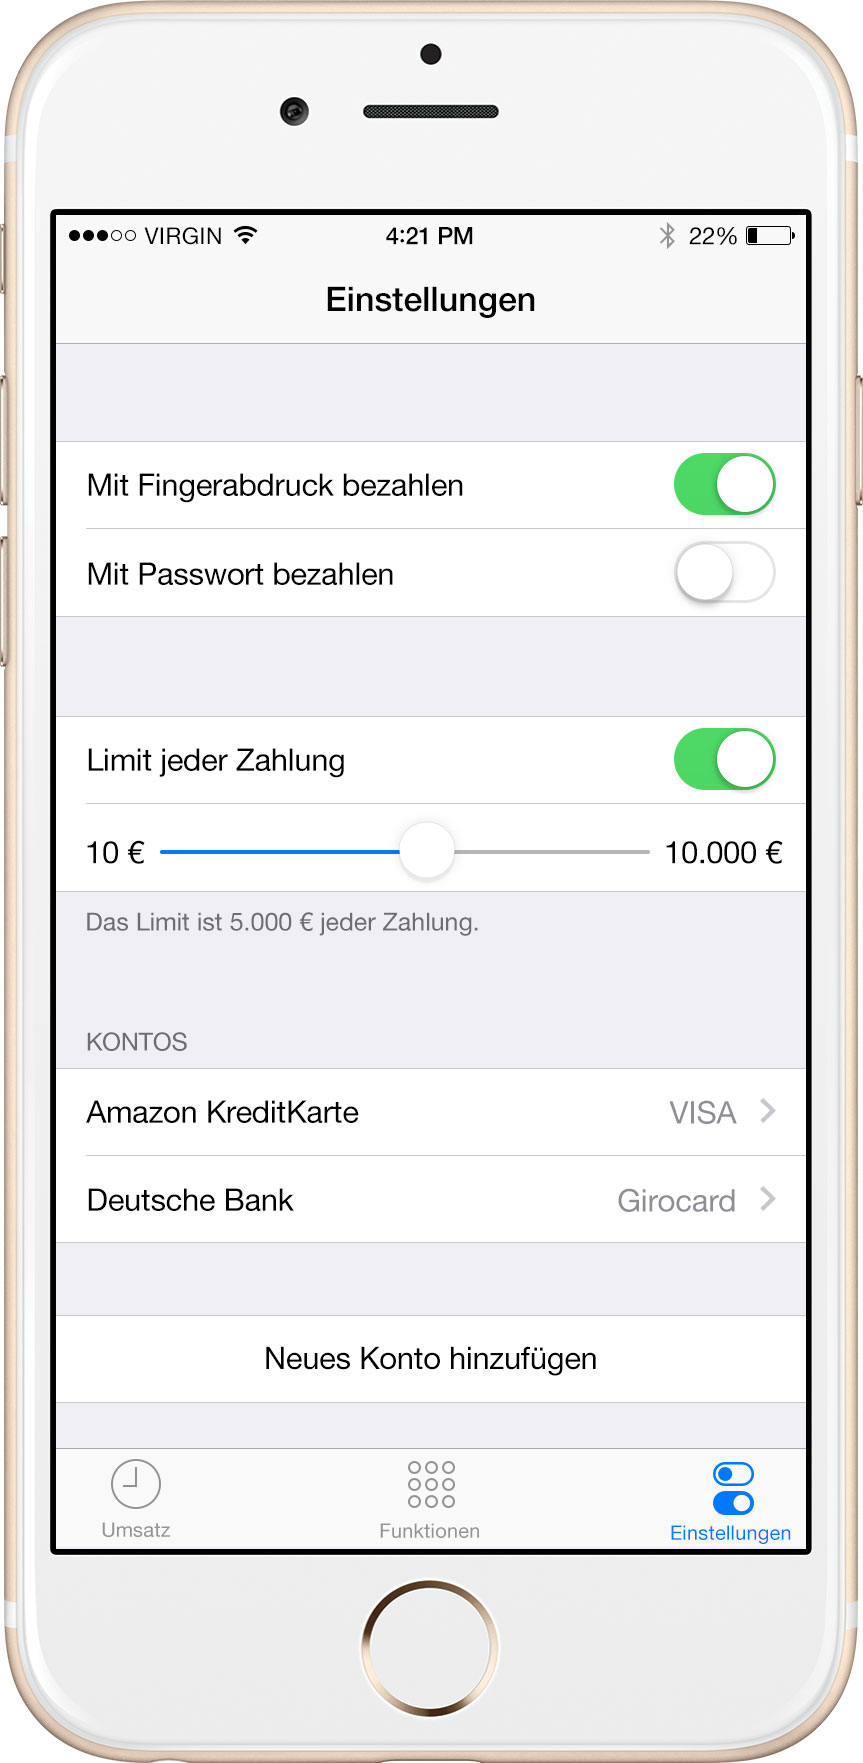 VIRGIN 4:21 PM 22%
Einstellungen
Mit Fingerabdruck bezahlen
Mit Passwort bezahlen
Limit jeder Zahlung
10 € 10.000 €
Das Limit ist 5.000 € jeder Zahlung.
KONTOS
Amazon KreditKarte VISA
Deutsche Bank Girocard
Neues Konto hinzufügen
Umsatz Funktionen Einstellungen